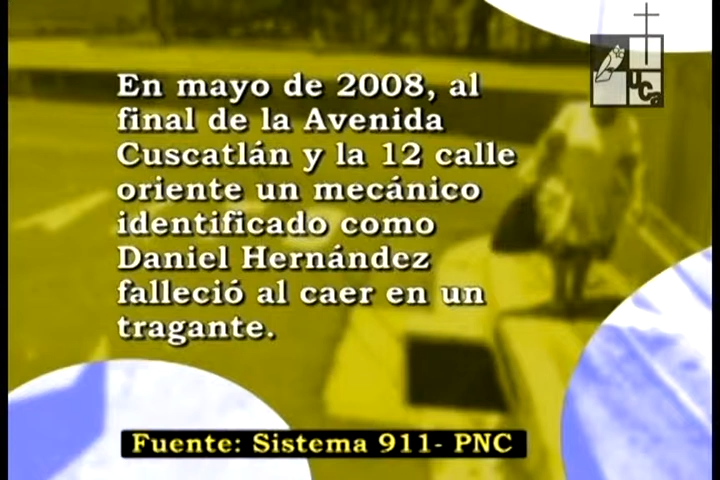 En mayo de 2008, al
final de la Avenida
Cuscatlán y la 12 calle
oriente un mecánico
identificado como
Daniel Hernández
falleció al caer en un
tragante.
Fuente: Sistema 911- PNC
uca